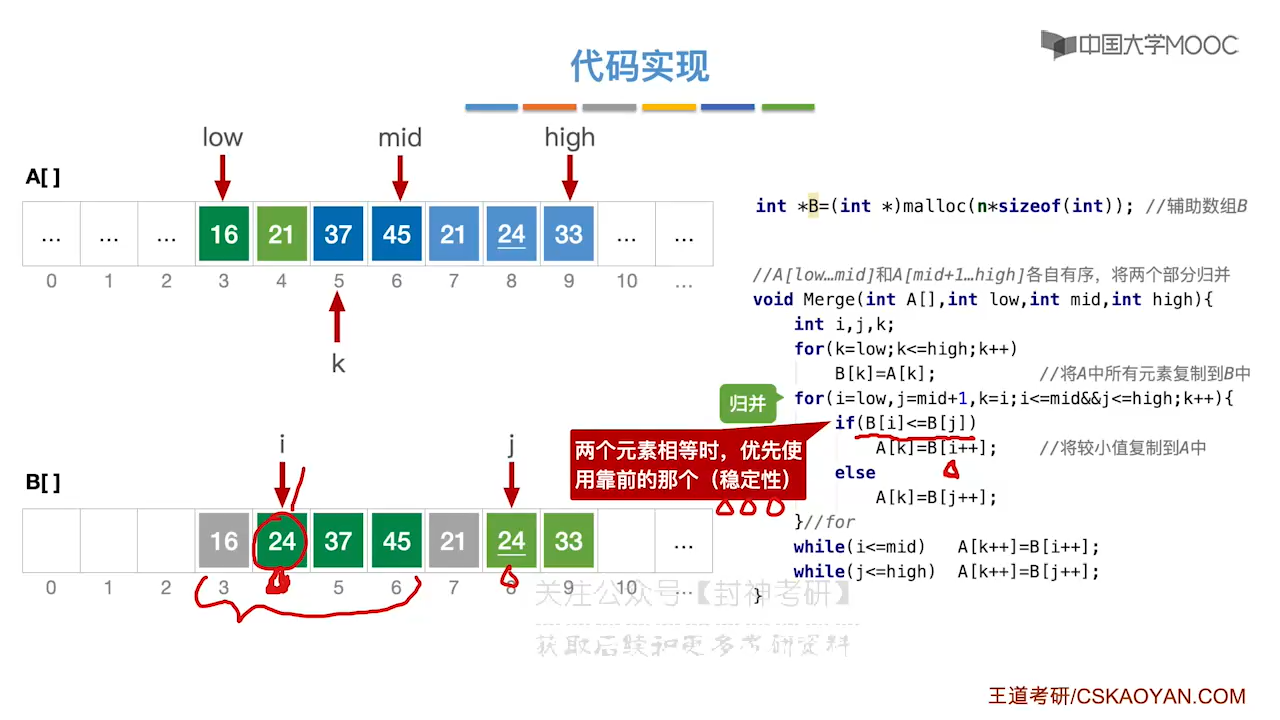 中国大学MOOC
代码实现
low mid high
A[ ]
... ... ... 16 21 37 45 21 24 33 ... ...
0 1 2 3 4 5 6 7 8 9 10 ...
k
i j
B[ ]
16 24 37 45 21 24 33 ...
0 1 2 3 5 6 7 8 9 10 ...
int *B=(int *)malloc(n*sizeof(int)); //辅助数组B
//A[low…mid]和A[mid+1…high]各自有序，将两个部分归并
void Merge(int A[],int low,int mid,int high){
int i,j,k;
for(k=low;k<=high;k++)
B[k]=A[k]; //将A中所有元素复制到B中
归并
for(i=low,j=mid+1,k=i;i<=mid&&j<=high;k++){
if(B[i]<=B[j])
A[k]=B[i++]; //将较小值复制到A中
else
A[k]=B[j++];
}//for
while(i<=mid) A[k++]=B[i++];
while(j<=high) A[k++]=B[j++];
}
两个元素相等时，优先使
用靠前的那个（稳定性）
关注公众号【封神考研】
获取后续和更多考研资料
王道考研/CSKAOYAN.COM